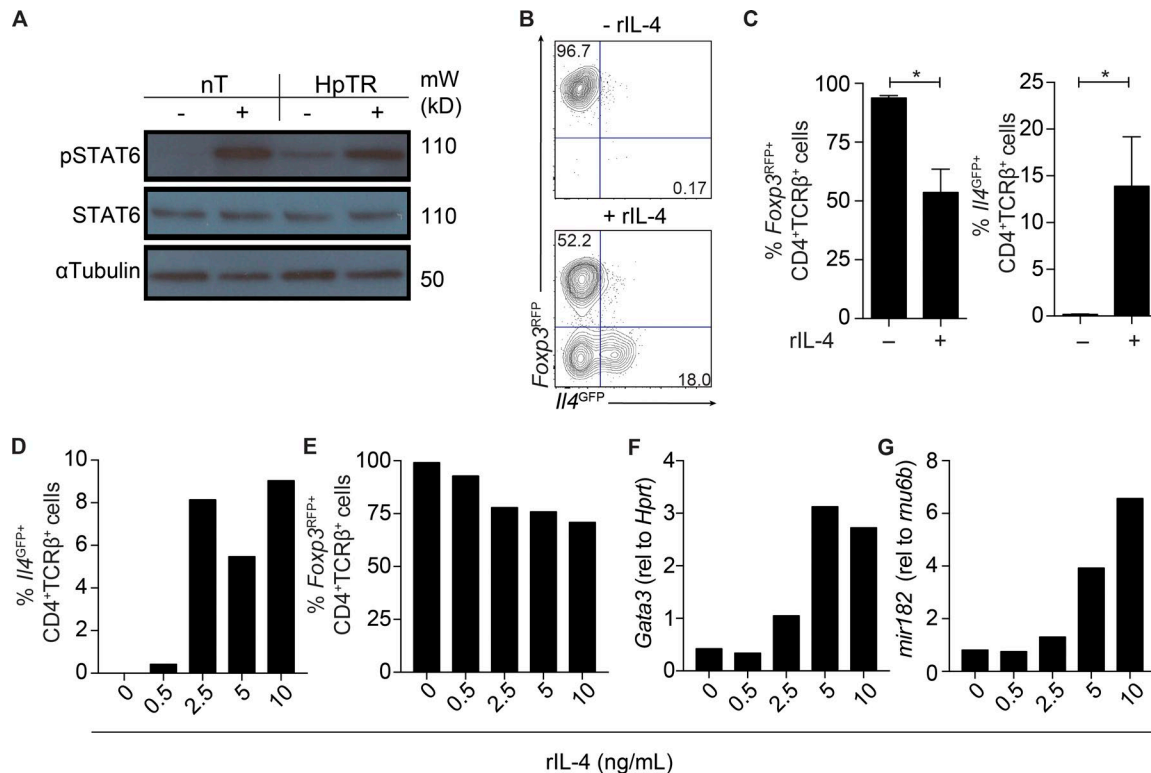 A
nT HpTR mW
(kD)
- + - +
pSTAT6 110
STAT6 110
αTubulin 50
B
- rIL-4
96.7
0.17
+ rIL-4
52.2
18.0
Foxp3RFP
Il4GFP
C
% Foxp3RFP+
CD4+TCRβ+ cells
100
75
50
25
0
*
rIL-4 – +
% Il4GFP+
CD4+TCRβ+ cells
25
20
15
10
5
0
*
– +
D
% Il4GFP+
CD4+TCRβ+ cells
10
8
6
4
2
0
0 0.5 2.5 5 10
E
% Foxp3RFP+
CD4+TCRβ+ cells
100
75
50
25
0
0 0.5 2.5 5 10
F
Gata3 (rel to Hprt)
4
3
2
1
0
0 0.5 2.5 5 10
G
mir182 (rel to rnu6b)
8
6
4
2
0
0 0.5 2.5 5 10
rIL-4 (ng/mL)